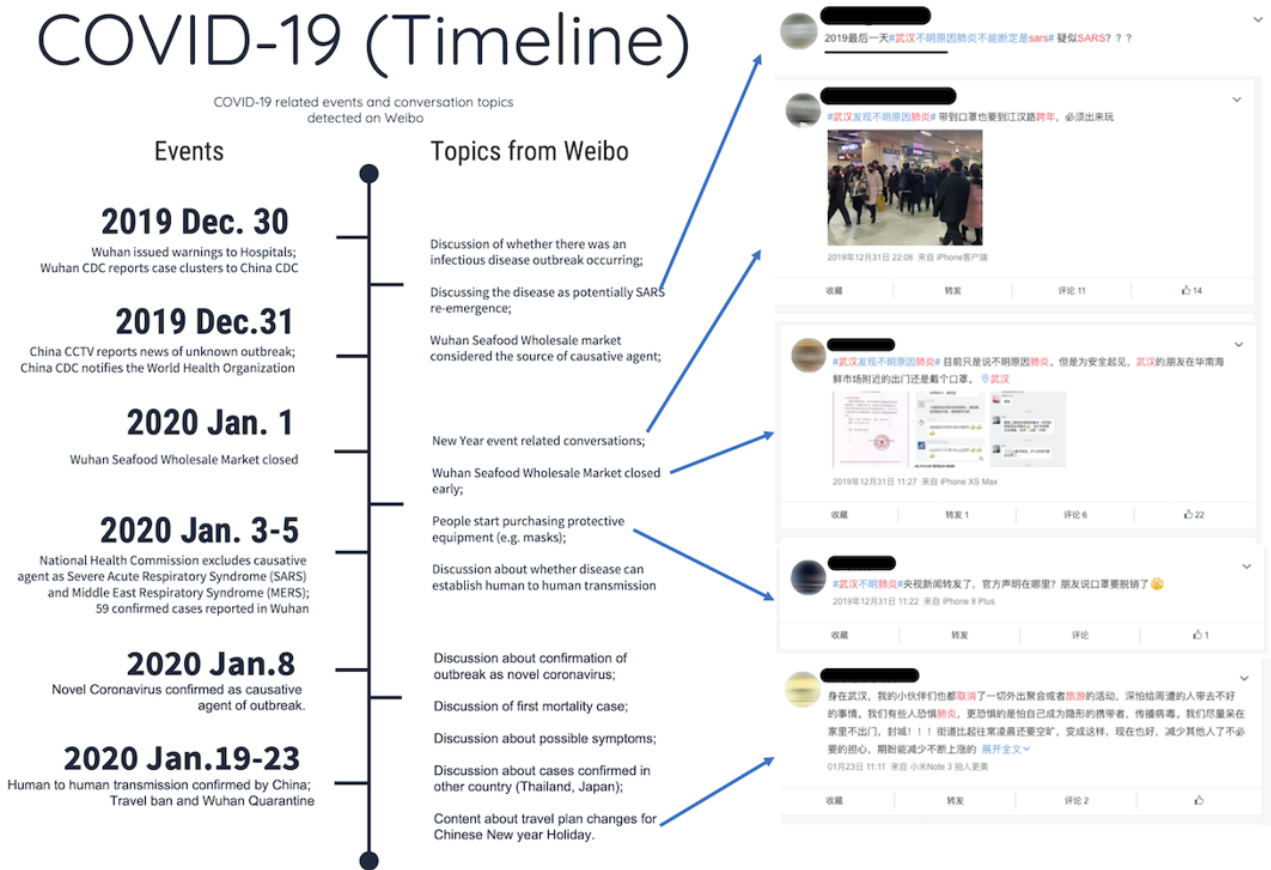 COVID-19 (Timeline)
COVID-19 related events and conversation topics
detected on Weibo
Events
2019 Dec. 30
Wuhan issued warnings to Hospitals;
Wuhan CDC reports case clusters to China CDC
2019 Dec.31
China CCTV reports news of unknown outbreak;
China CDC notifies the World Health Organization
2020 Jan. 1
Wuhan Seafood Wholesale Market closed
2020 Jan. 3-5
National Health Commission excludes causative
agent as Severe Acute Respiratory Syndrome (SARS)
and Middle East Respiratory Syndrome (MERS);
59 confirmed cases reported in Wuhan
2020 Jan.8
Novel Coronavirus confirmed as causative
agent of outbreak.
2020 Jan.19-23
Human to human transmission confirmed by China;
Travel ban and Wuhan Quarantine
Topics from Weibo
Discussion of whether there was an
infectious disease outbreak occurring;
Discussing the disease as potentially SARS
re-emergence;
Wuhan Seafood Wholesale market
considered the source of causative agent;
New Year event related conversations;
Wuhan Seafood Wholesale Market closed
early;
People start purchasing protective
equipment (e.g. masks);
Discussion about whether disease can
establish human to human transmission
Discussion about confirmation of
outbreak as novel coronavirus;
Discussion of first mortality case;
Discussion about possible symptoms;
Discussion about cases confirmed in
other country (Thailand, Japan);
Content about travel plan changes for
Chinese New year Holiday.
2019最后一天#武汉不明原因肺炎不能断定是sars# 疑似SARS？？？
#武汉发现不明原因肺炎# 带到口罩也要到江汉路跨年，必须出来玩
2019年12月31日 22:08 来自 iPhone客户端
收藏 转发 评论 11 14
#武汉发现不明原因肺炎# 目前只是说不明原因肺炎，但是为安全起见，武汉的朋友在华南海
鲜市场附近的出门还是戴个口罩。 武汉
2019年12月31日 11:27 来自 iPhone XS Max
收藏 转发 1 评论 6 22
#武汉不明肺炎#央视新闻转发了，官方声明在哪里？朋友说口罩要脱销了
2019年12月31日 11:22 来自 iPhone 8 Plus
收藏 转发 评论 1
身在武汉，我的小伙伴们也都取消了一切外出聚会或者旅游的活动，深怕给周遭的人带去不好
的事情。我们有些人恐惧肺炎，更恐惧的是怕自己成为隐形的携带者，传播病毒。我们尽量呆在
家里不出门，封城！！！街道比起往常凌晨还要空旷，变成这样，现在也好，减少其他人了不必
要的担心，期盼能减少不断上涨的 展开全文
01月23日 11:11 来自 小米Note 3 拍人更美
收藏 转发 评论 2